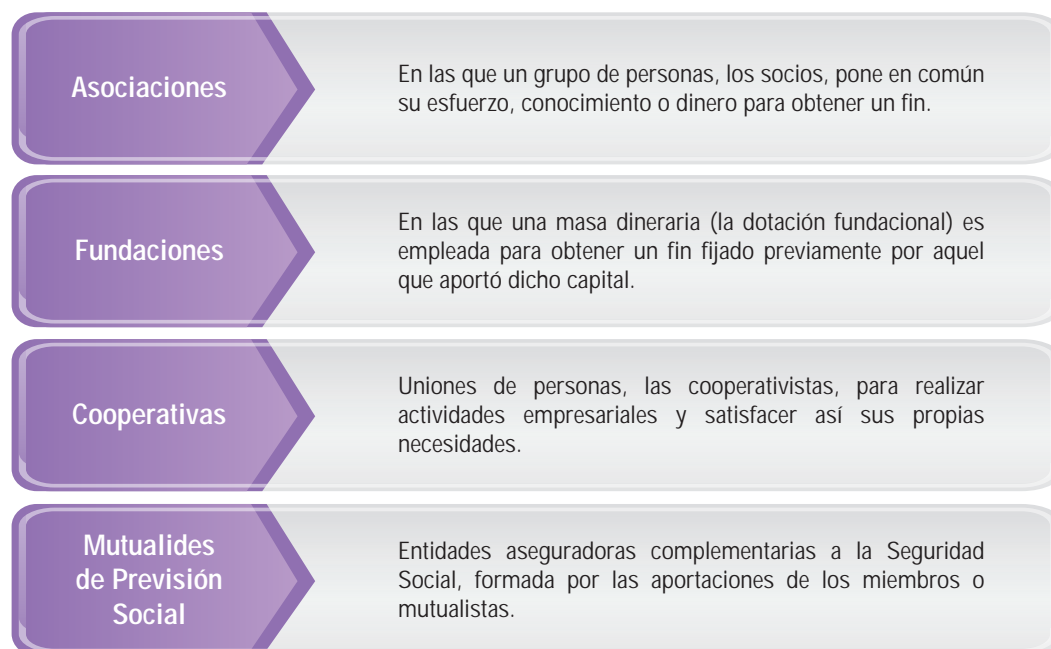 Asociaciones
En las que un grupo de personas, los socios, pone en común
su esfuerzo, conocimiento o dinero para obtener un fin.
Fundaciones
En las que una masa dineraria (la dotación fundacional) es
empleada para obtener un fin fijado previamente por aquel
que aportó dicho capital.
Cooperativas
Uniones de personas, las cooperativistas, para realizar
actividades empresariales y satisfacer así sus propias
necesidades.
Mutualides
de Previsión
Social
Entidades aseguradoras complementarias a la Seguridad
Social, formada por las aportaciones de los miembros o
mutualistas.